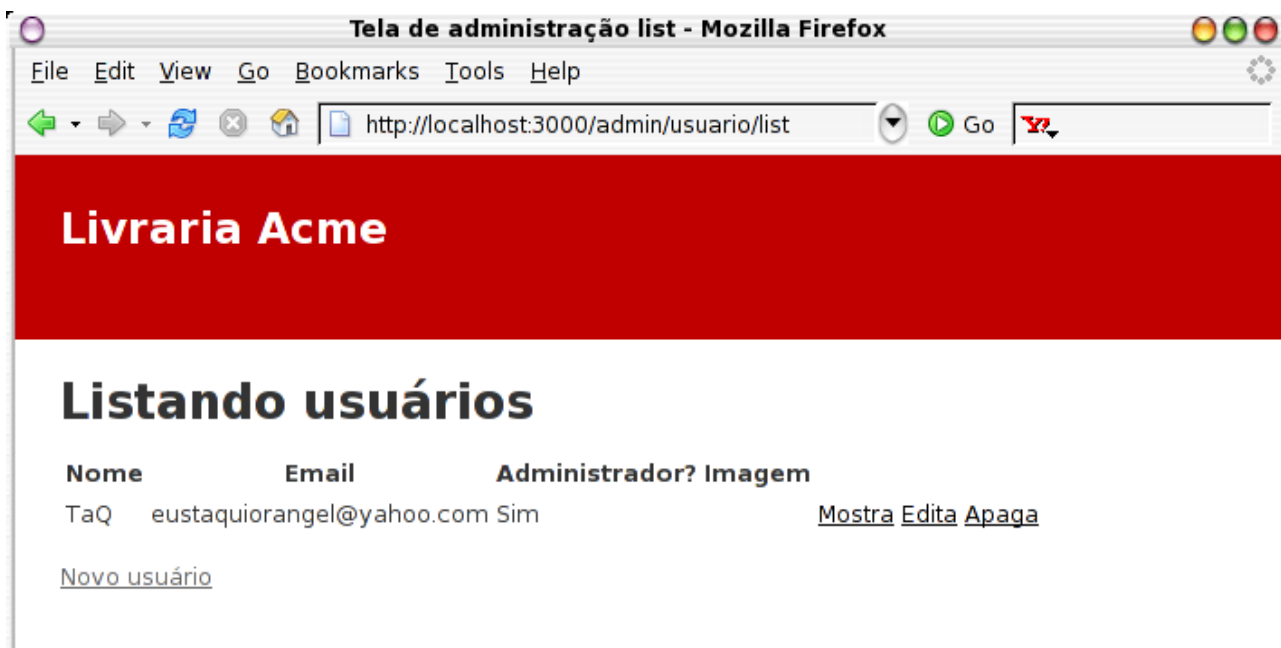 Tela de administração list - Mozilla Firefox
File Edit View Go Bookmarks Tools Help
http://localhost:3000/admin/usuario/list Go Y!
Livraria Acme
Listando usuários
Nome Email Administrador? Imagem
TaQ eustaquiorangel@yahoo.com Sim Mostra Edita Apaga
Novo usuário